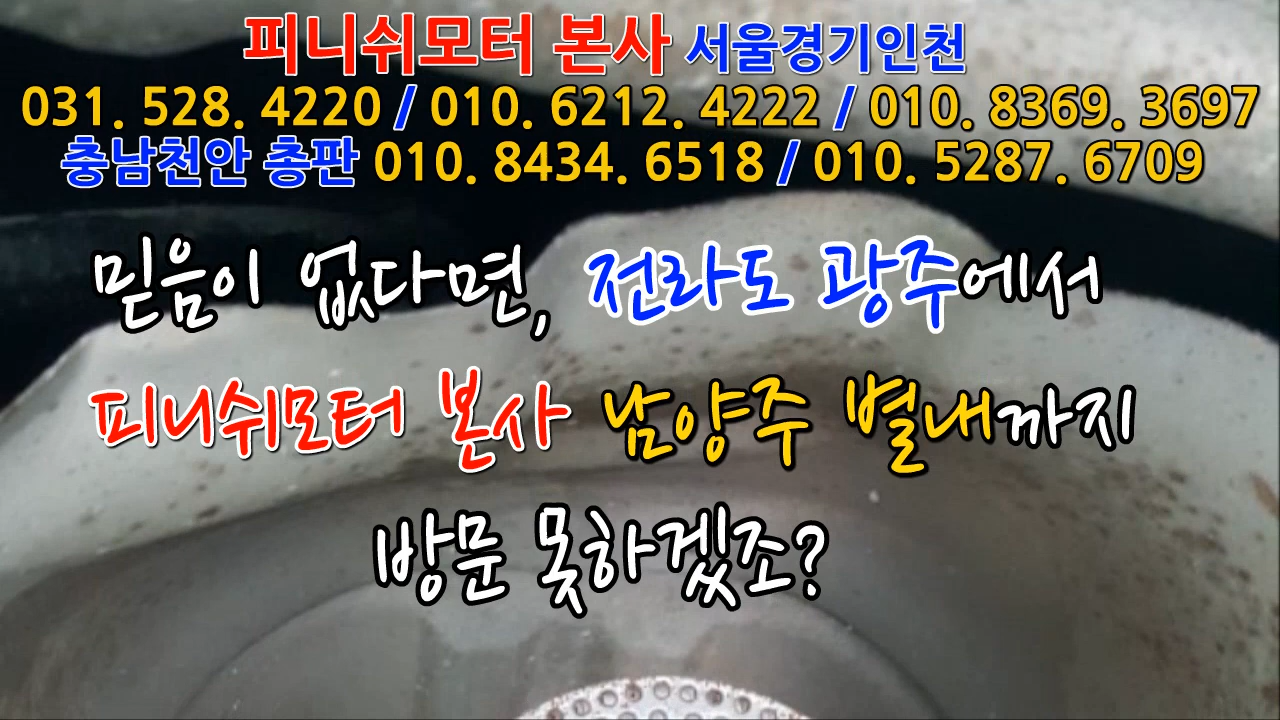 피니쉬모터 본사 서울경기인천
031. 528. 4220 / 010. 6212. 4222 / 010. 8369. 3697
충남천안 총판 010. 8434. 6518 / 010. 5287. 6709
믿음이 없다면, 전라도 광주에서
피니쉬모터 본사 남양주 별내까지
방문 못하겠조?